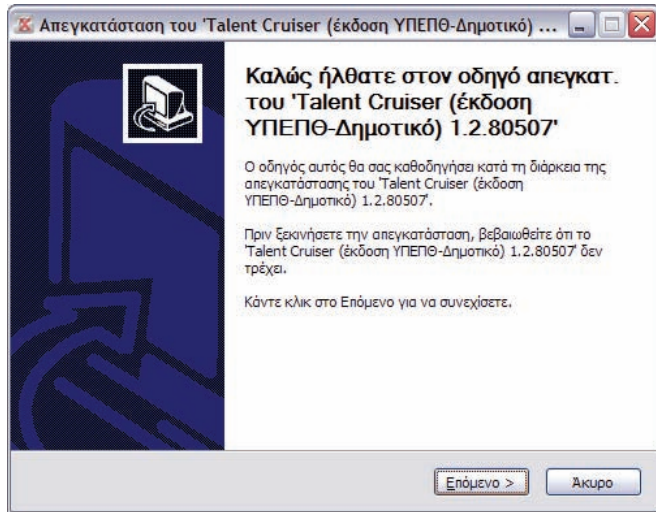 Απεγκατάσταση του 'Talent Cruiser (έκδοση ΥΠΕΠΘ-Δημοτικό) ...
Καλώς ήλθατε στον οδηγό απεγκατ.
του 'Talent Cruiser (έκδοση
ΥΠΕΠΘ-Δημοτικό) 1.2.80507'
Ο οδηγός αυτός θα σας καθοδηγήσει κατά τη διάρκεια της
απεγκατάστασης του 'Talent Cruiser (έκδοση
ΥΠΕΠΘ-Δημοτικό) 1.2.80507'.
Πριν ξεκινήσετε την απεγκατάσταση, βεβαιωθείτε ότι το
'Talent Cruiser (έκδοση ΥΠΕΠΘ-Δημοτικό) 1.2.80507' δεν
τρέχει.
Κάντε κλικ στο Επόμενο για να συνεχίσετε.
Επόμενο >
Άκυρο